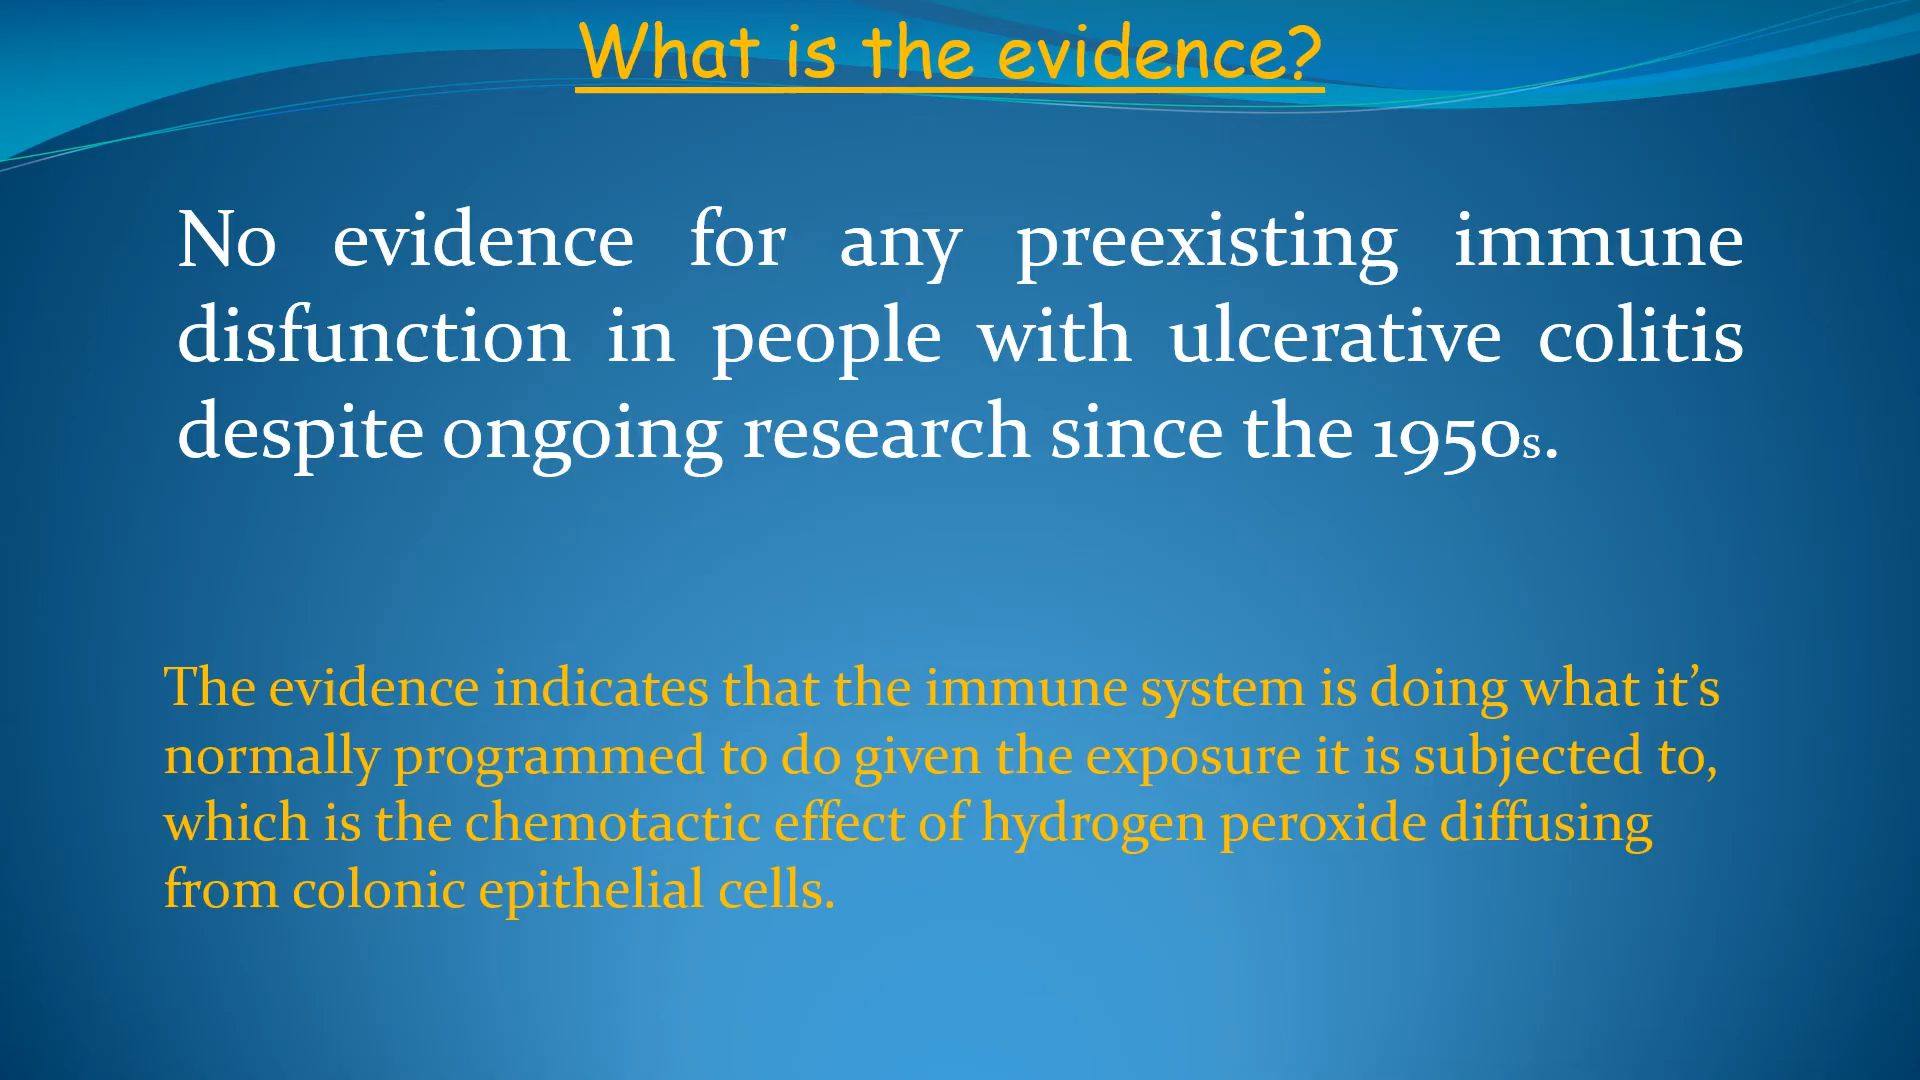 What is the evidence?
No evidence for any preexisting immune
disfunction in people with ulcerative colitis
despite ongoing research since the 1950s.
The evidence indicates that the immune system is doing what it’s
normally programmed to do given the exposure it is subjected to,
which is the chemotactic effect of hydrogen peroxide diffusing
from colonic epithelial cells.